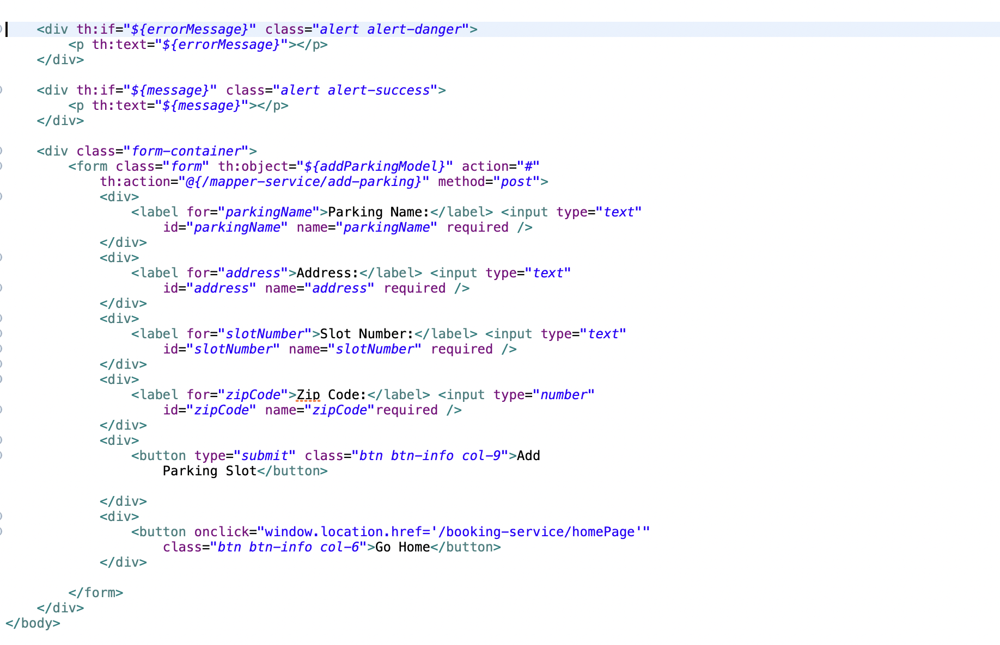 <div th:if="${errorMessage}" class="alert alert-danger">
<p th:text="${errorMessage}"></p>
</div>
<div th:if="${message}" class="alert alert-success">
<p th:text="${message}"></p>
</div>
<div class="form-container">
<form class="form" th:object="${addParkingModel}" action="#"
th:action="@{/mapper-service/add-parking}" method="post">
<div>
<label for="parkingName">Parking Name:</label> <input type="text"
id="parkingName" name="parkingName" required />
</div>
<div>
<label for="address">Address:</label> <input type="text"
id="address" name="address" required />
</div>
<div>
<label for="slotNumber">Slot Number:</label> <input type="text"
id="slotNumber" name="slotNumber" required />
</div>
<div>
<label for="zipCode">Zip Code:</label> <input type="number"
id="zipCode" name="zipCode"required />
</div>
<div>
<button type="submit" class="btn btn-info col-9">Add
Parking Slot</button>
</div>
<div>
<button onclick="window.location.href='/booking-service/homePage'"
class="btn btn-info col-6">Go Home</button>
</div>
</form>
</div>
</body>